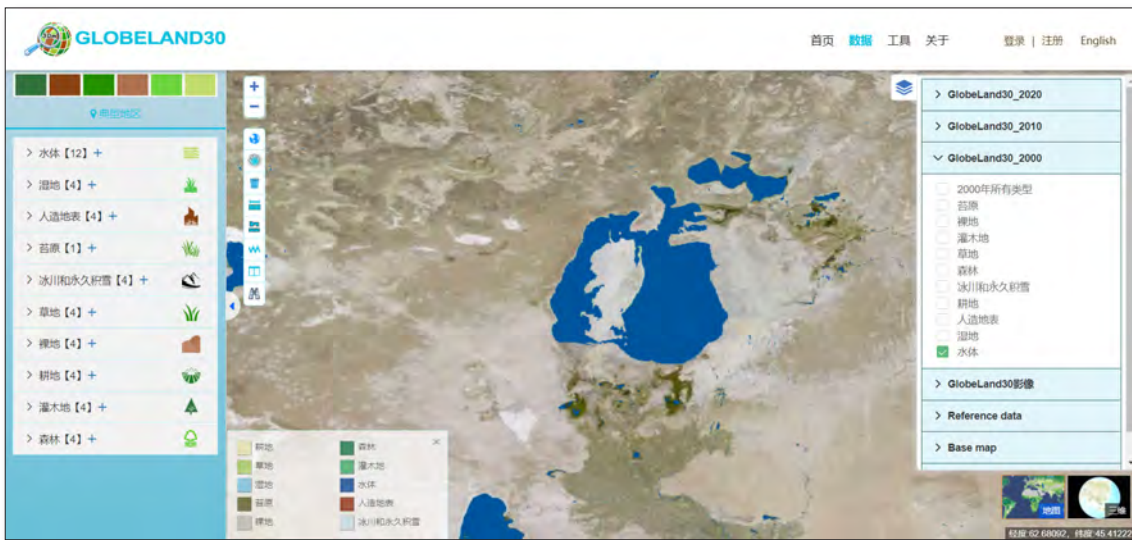 GLOBELAND30
首页 数据 工具 关于 登录 | 注册 English
典型地区
水体【12】+
湿地【4】+
人造地表【4】+
苔原【1】+
冰川和永久积雪【4】+
草地【4】+
裸地【4】+
耕地【4】+
灌木地【4】+
森林【4】+
耕地
森林
草地
灌木地
湿地
水体
苔原
人造地表
裸地
冰川和永久积雪
GlobeLand30_2020
GlobeLand30_2010
GlobeLand30_2000
2000年所有类型
苔原
裸地
灌木地
草地
森林
冰川和永久积雪
耕地
人造地表
湿地
水体
GlobeLand30影像
Reference data
Base map
地图
三维
经度:62.68092, 纬度:45.41222